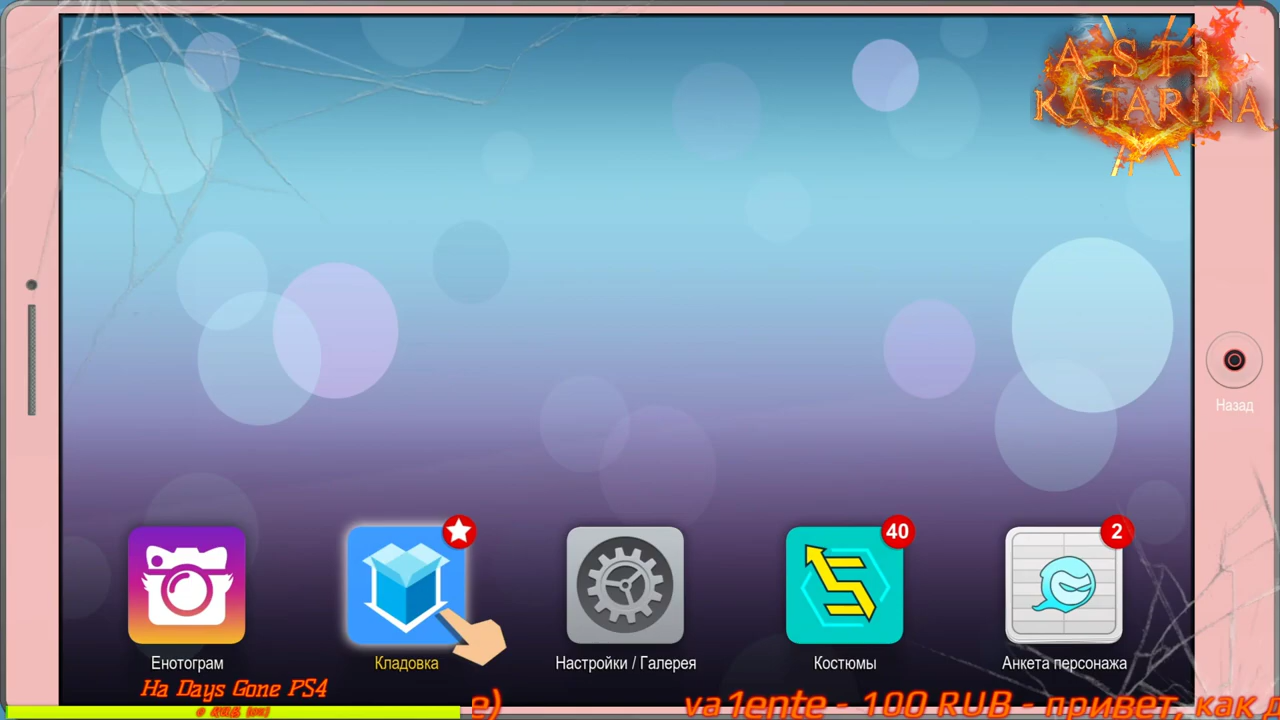 ASTI
KATARINA
Назад
40
2
Енотограм
Кладовка
Настройки / Галерея
Костюмы
Анкета персонажа
На Days Gone PS4
е) va1ente - 100 RUB - привет, как д